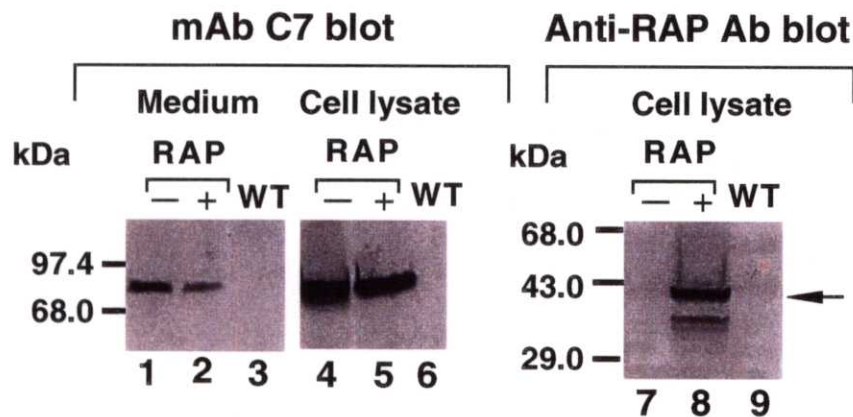 mAb C7 blot
Anti-RAP Ab blot
Medium
Cell lysate
Cell lysate
kDa
RAP
RAP
kDa
RAP
− + WT
− + WT
− + WT
97.4
68.0
68.0
43.0
29.0
1 2 3 4 5 6
7 8 9